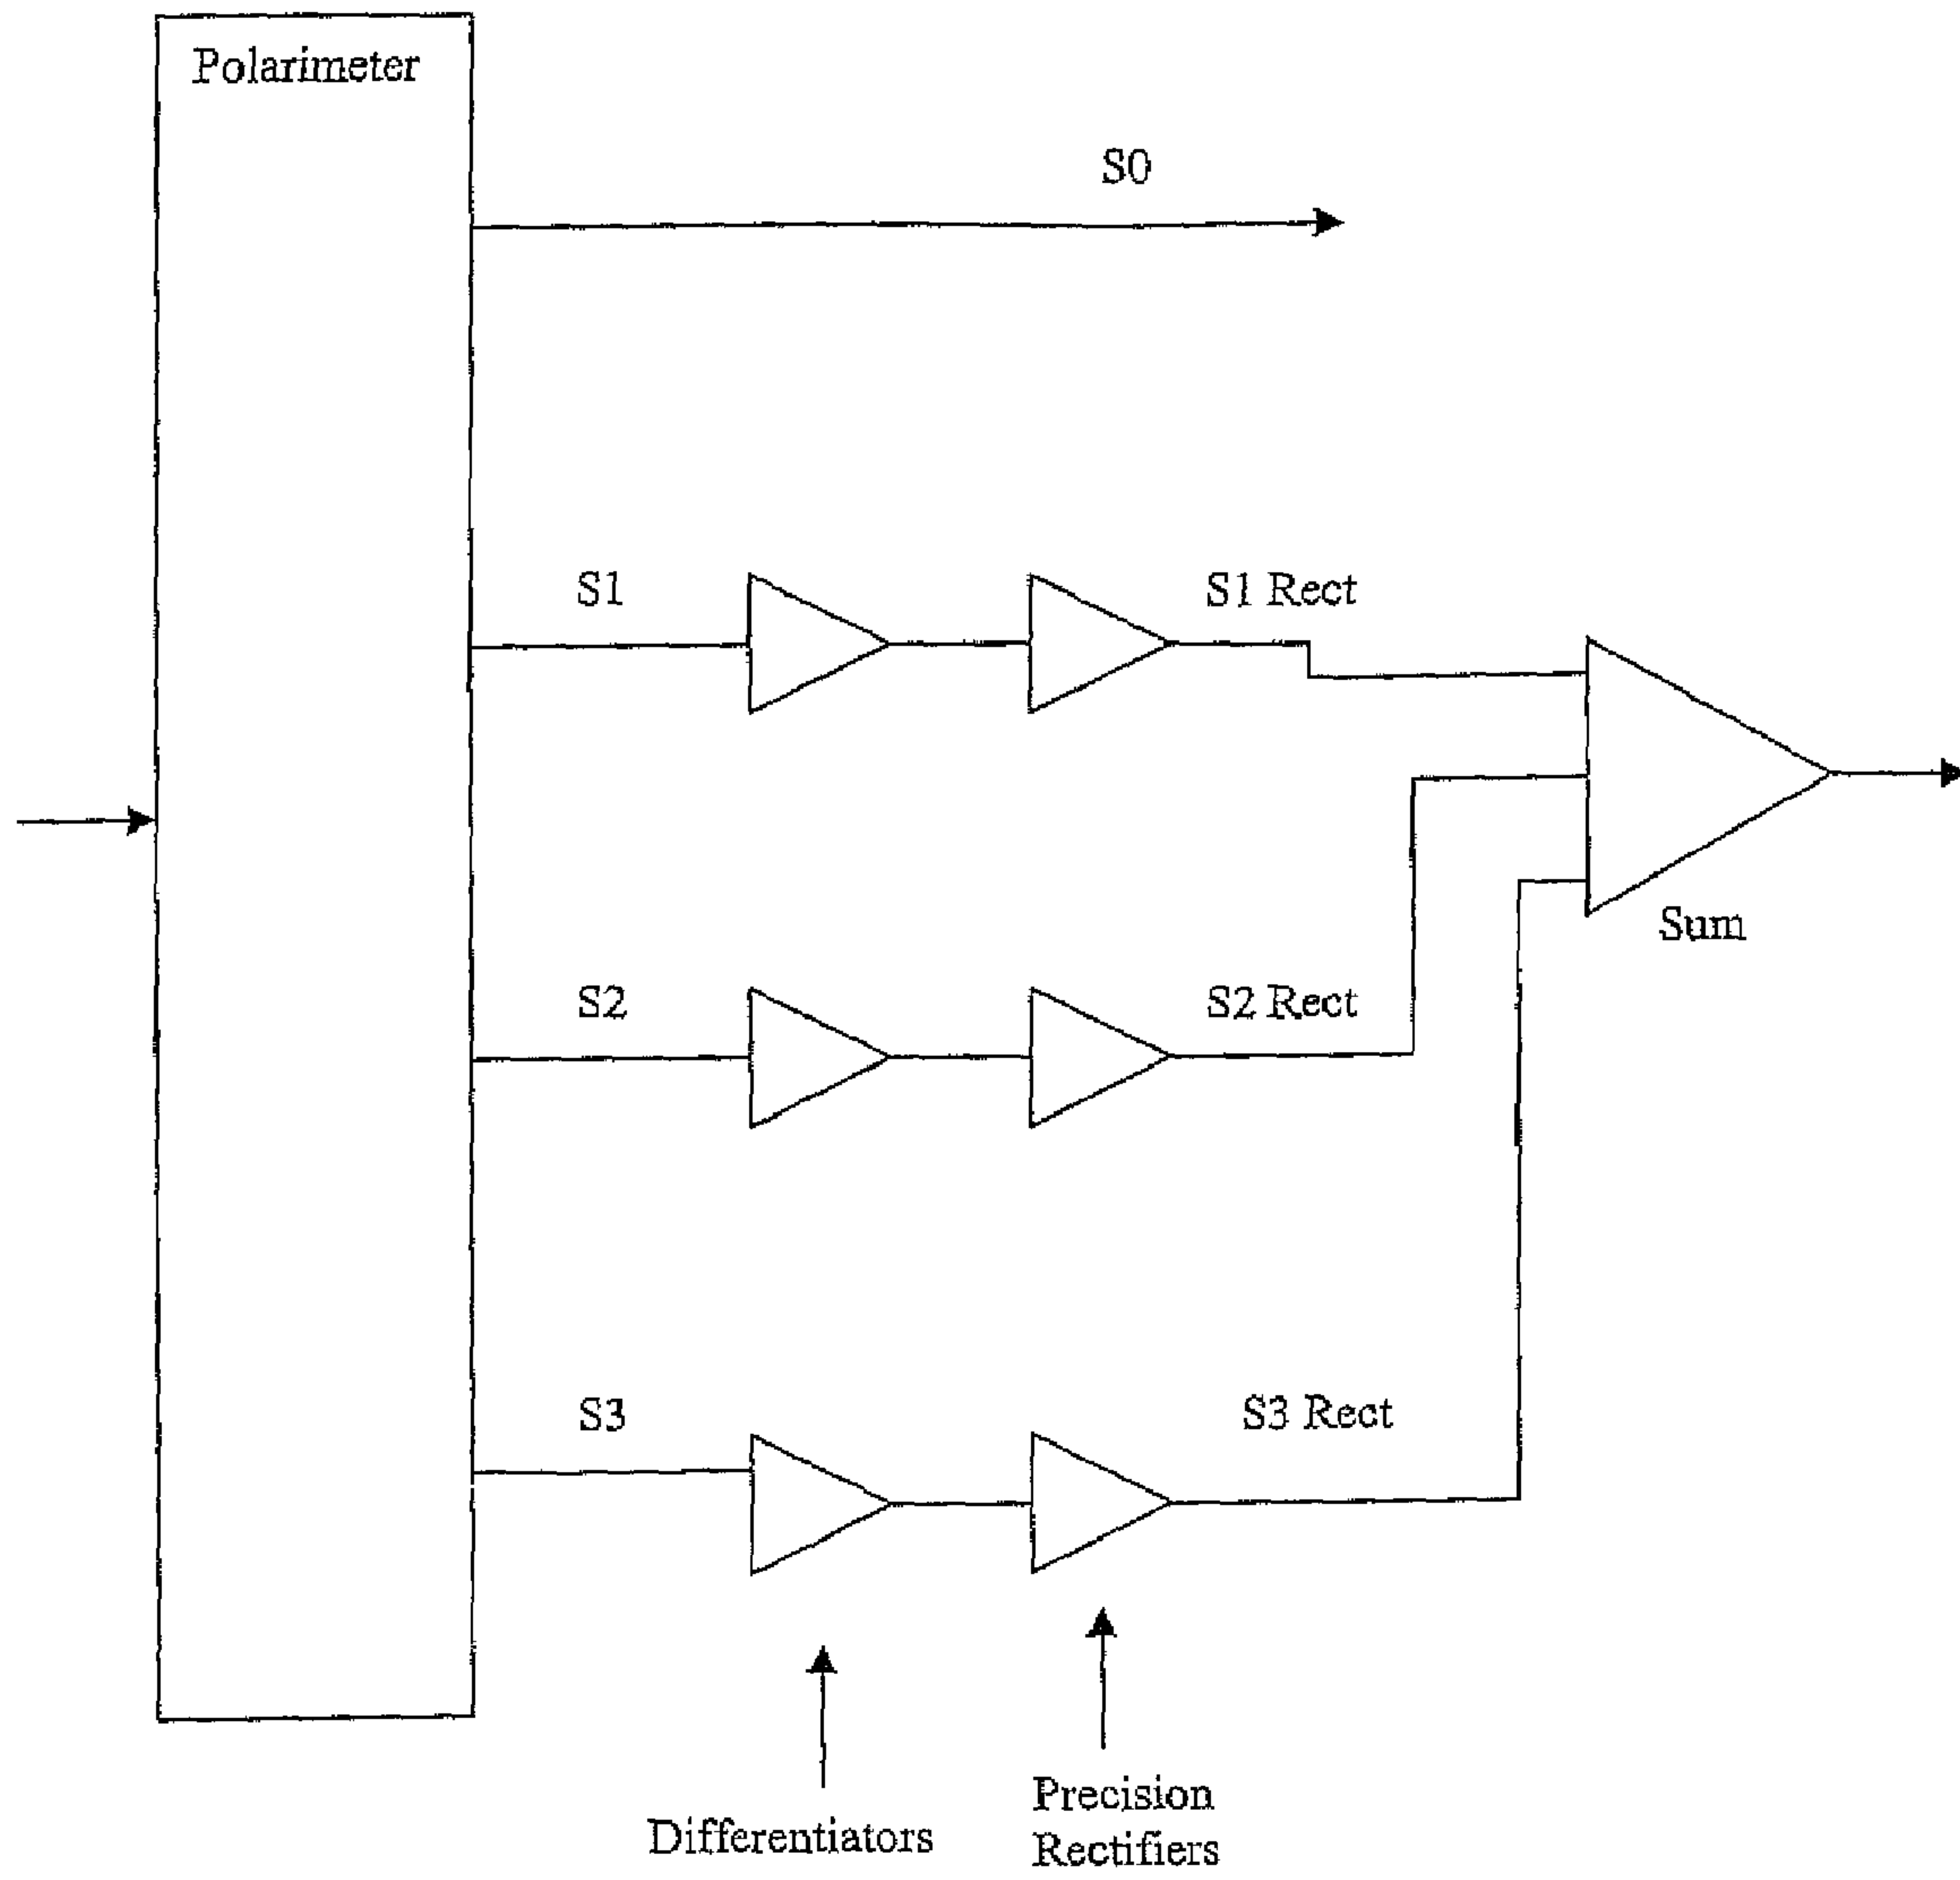 Polarimeter
S0
S1
S1 Rect
Sum
S2
S2 Rect
S3
S3 Rect
Differentiators
Precision
Rectifiers